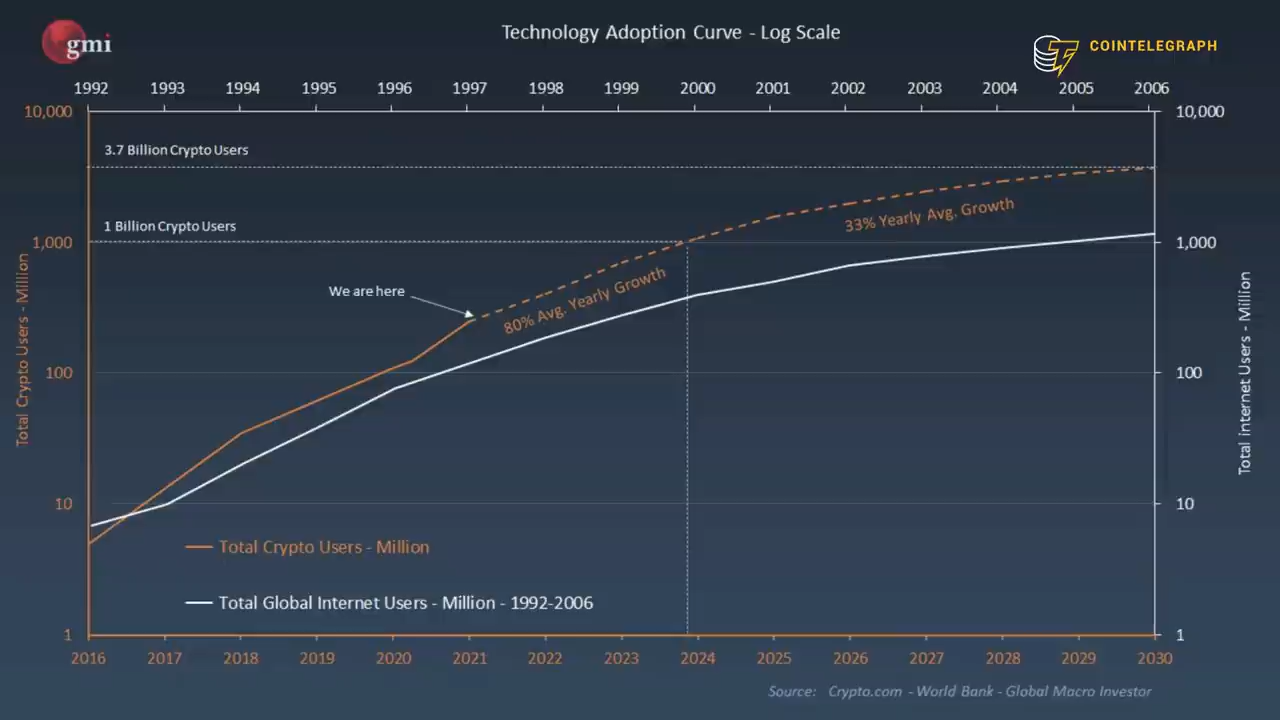 gmi
Technology Adoption Curve - Log Scale
COINTELEGRAPH
1992 1993 1994 1995 1996 1997 1998 1999 2000 2001 2002 2003 2004 2005 2006
10,000 10,000
3.7 Billion Crypto Users
33% Yearly Avg. Growth
1 Billion Crypto Users
1,000 1,000
We are here
80% Avg. Yearly Growth
Total Crypto Users - Million
Total internet Users - Million
100 100
10 10
Total Crypto Users - Million
Total Global Internet Users - Million - 1992-2006
1 1
2016 2017 2018 2019 2020 2021 2022 2023 2024 2025 2026 2027 2028 2029 2030
Source: Crypto.com - World Bank - Global Macro Investor